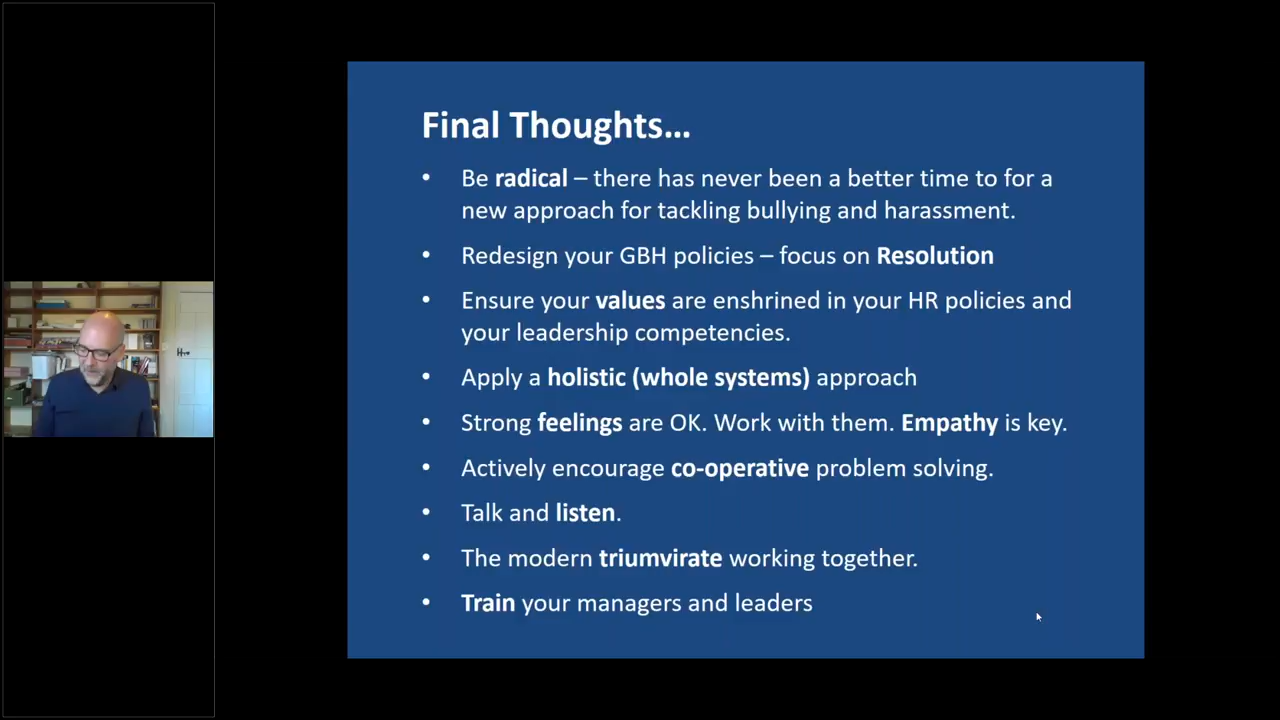 Final Thoughts...
• Be radical – there has never been a better time to for a
new approach for tackling bullying and harassment.
• Redesign your GBH policies – focus on Resolution
• Ensure your values are enshrined in your HR policies and
your leadership competencies.
• Apply a holistic (whole systems) approach
• Strong feelings are OK. Work with them. Empathy is key.
• Actively encourage co-operative problem solving.
• Talk and listen.
• The modern triumvirate working together.
• Train your managers and leaders